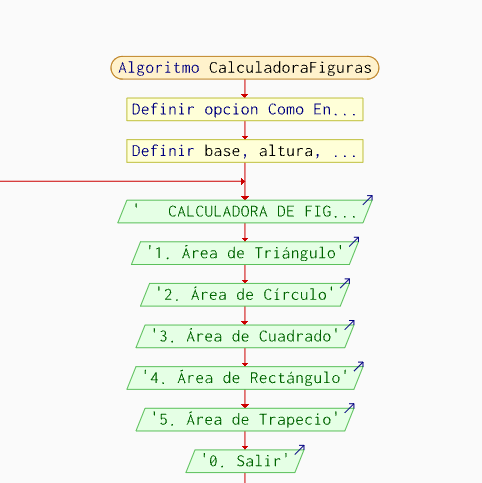 Algoritmo CalculadoraFiguras
Definir opcion Como En...
Definir base, altura, ...
' CALCULADORA DE FIG...
'1. Área de Triángulo'
'2. Área de Círculo'
'3. Área de Cuadrado'
'4. Área de Rectángulo'
'5. Área de Trapecio'
'0. Salir'